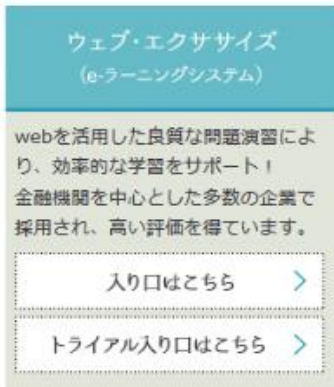 ウェブ・エクササイズ
(e-ラーニングシステム)
webを活用した良質な問題演習によ
り、効率的な学習をサポート！
金融機関を中心とした多数の企業で
採用され、高い評価を得ています。
入り口はこちら
トライアル入り口はこちら